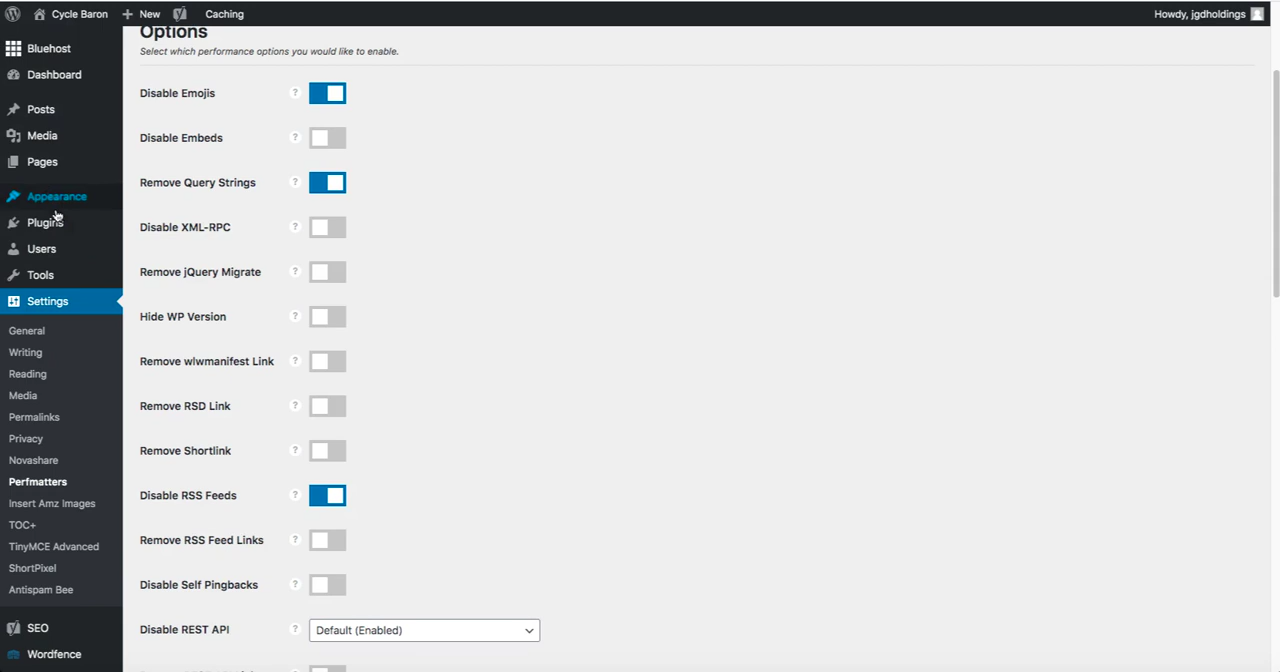 Cycle Baron
New
Caching
Howdy, jgdholdings
Bluehost
Dashboard
Posts
Media
Pages
Appearance
Plugins
Users
Tools
Settings
General
Writing
Reading
Media
Permalinks
Privacy
Novashare
Perfmatters
Insert Amz Images
TOC+
TinyMCE Advanced
ShortPixel
Antispam Bee
SEO
Wordfence
Options
Select which performance options you would like to enable.
Disable Emojis ?
Disable Embeds ?
Remove Query Strings ?
Disable XML-RPC ?
Remove jQuery Migrate ?
Hide WP Version ?
Remove wlwmanifest Link ?
Remove RSD Link ?
Remove Shortlink ?
Disable RSS Feeds ?
Remove RSS Feed Links ?
Disable Self Pingbacks ?
Disable REST API ? Default (Enabled)